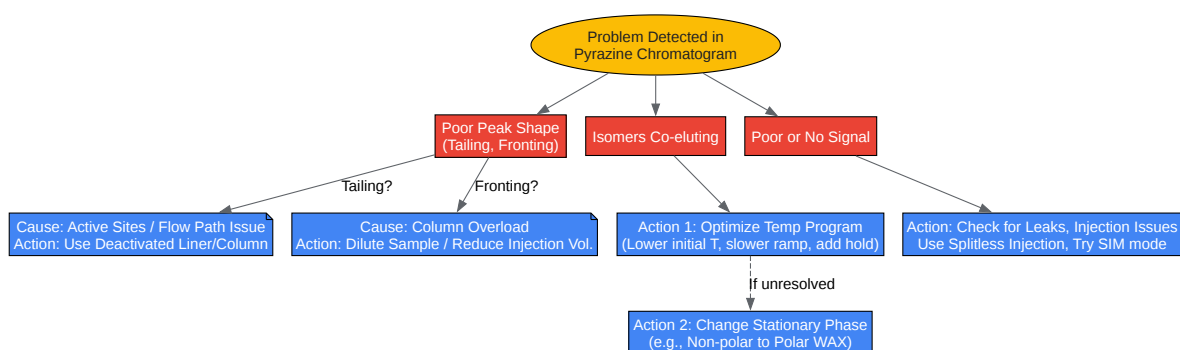 Problem Detected in
Pyrazine Chromatogram
Poor Peak Shape
(Tailing, Fronting)
Isomers Co-eluting
Poor or No Signal
Tailing?
Fronting?
Cause: Active Sites / Flow Path Issue
Action: Use Deactivated Liner/Column
Cause: Column Overload
Action: Dilute Sample / Reduce Injection Vol.
Action 1: Optimize Temp Program
(Lower initial T, slower ramp, add hold)
Action: Check for Leaks, Injection Issues
Use Splitless Injection, Try SIM mode
If unresolved
Action 2: Change Stationary Phase
(e.g., Non-polar to Polar WAX)